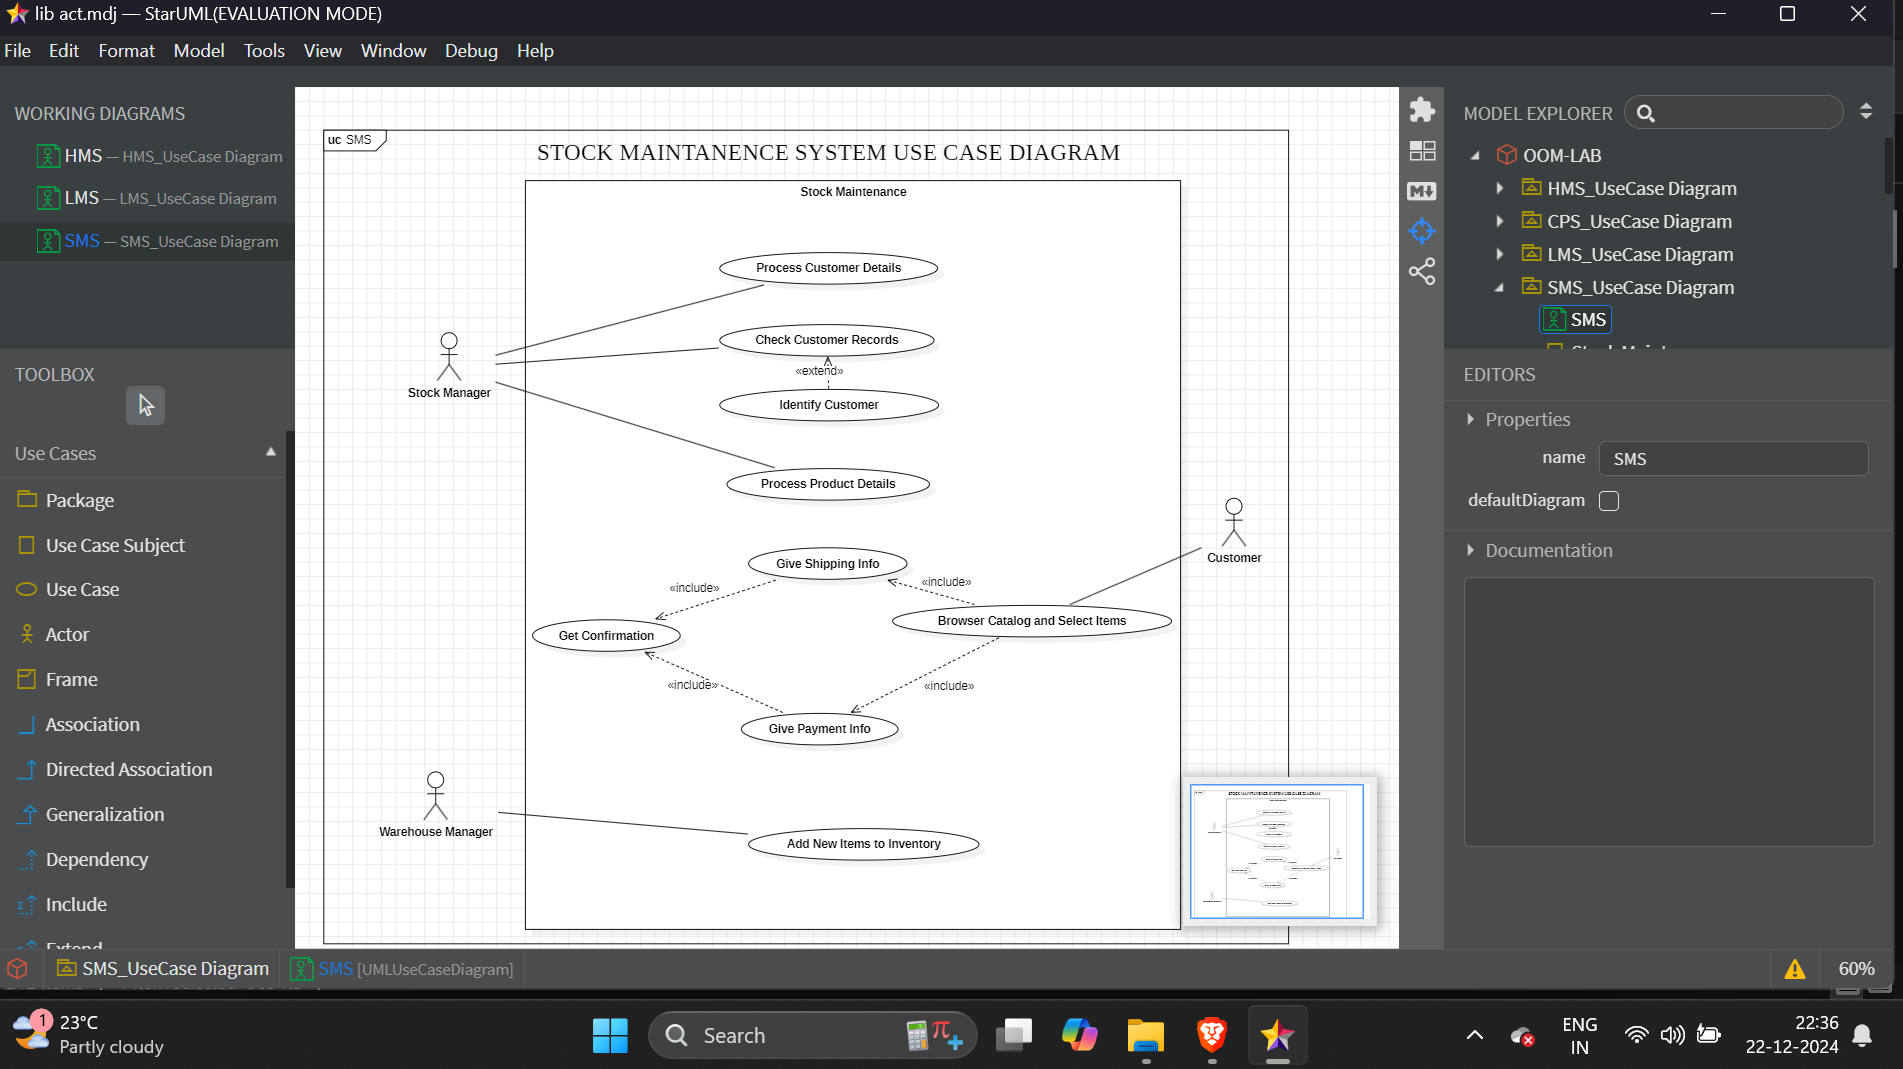 lib act.mdj — StarUML(EVALUATION MODE)
File Edit Format Model Tools View Window Debug Help
WORKING DIAGRAMS
HMS — HMS_UseCase Diagram
LMS — LMS_UseCase Diagram
SMS — SMS_UseCase Diagram
TOOLBOX
Use Cases
Package
Use Case Subject
Use Case
Actor
Frame
Association
Directed Association
Generalization
Dependency
Include
Extend
uc SMS
STOCK MAINTANENCE SYSTEM USE CASE DIAGRAM
Stock Maintenance
Process Customer Details
Check Customer Records
«extend»
Identify Customer
Stock Manager
Process Product Details
Give Shipping Info
Customer
«include»
«include»
Browser Catalog and Select Items
Get Confirmation
«include»
«include»
Give Payment Info
Warehouse Manager
Add New Items to Inventory
MODEL EXPLORER
OOM-LAB
HMS_UseCase Diagram
CPS_UseCase Diagram
LMS_UseCase Diagram
SMS_UseCase Diagram
SMS
EDITORS
Properties
name SMS
defaultDiagram
Documentation
SMS_UseCase Diagram SMS [UMLUseCaseDiagram] 60%
1
23°C
Partly cloudy
Search
ENG
IN
22:36
22-12-2024